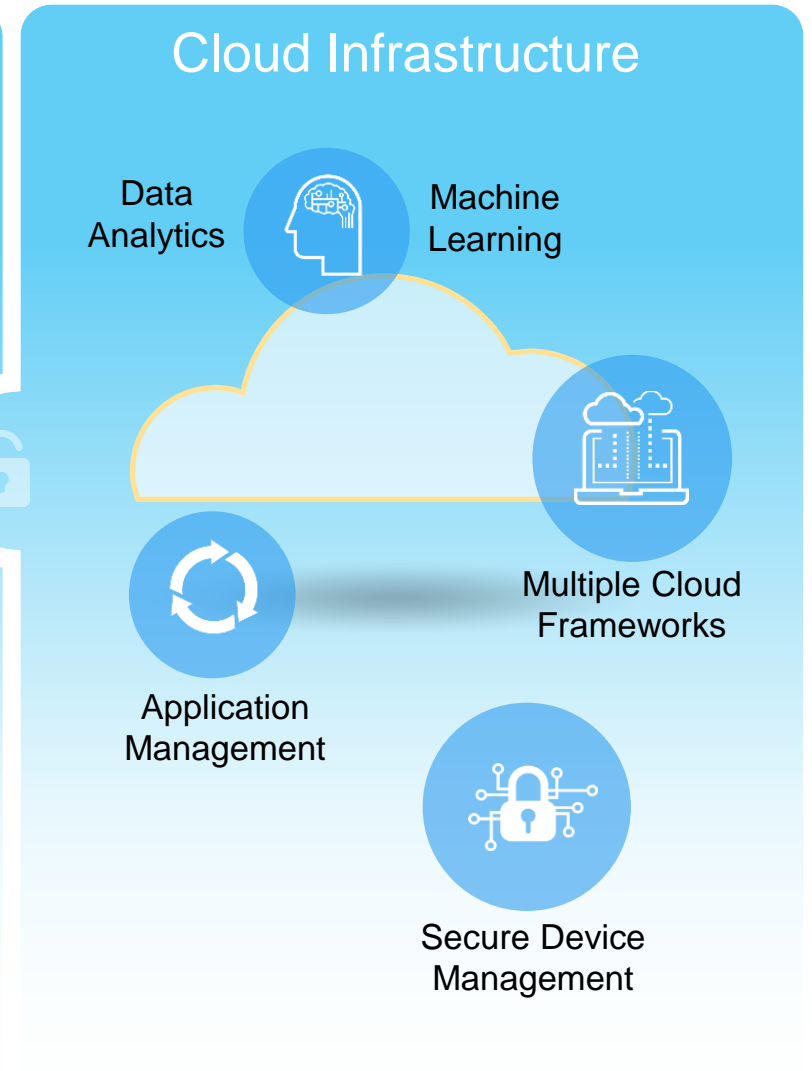 Cloud Infrastructure
Data
Analytics
Machine
Learning
Multiple Cloud
Frameworks
Application
Management
Secure Device
Management